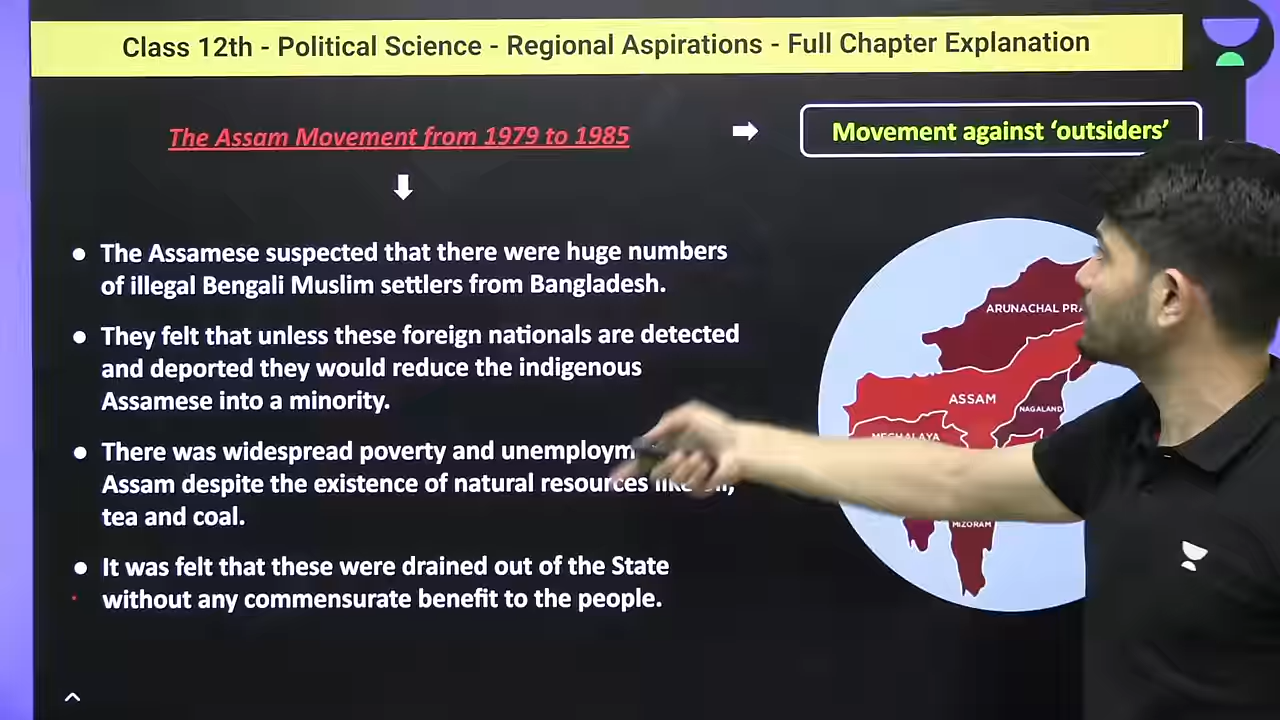 Class 12th - Political Science - Regional Aspirations - Full Chapter Explanation
The Assam Movement from 1979 to 1985
Movement against ‘outsiders’
The Assamese suspected that there were huge numbers
of illegal Bengali Muslim settlers from Bangladesh.
They felt that unless these foreign nationals are detected
and deported they would reduce the indigenous
Assamese into a minority.
There was widespread poverty and
Assam despite the existence of natural resources like
tea and coal.
It was felt that these were drained out of the State
without any commensurate benefit to the people.
ARUNACHAL
ASSAM
NAGALAND
MEGHALAYA
MIZORAM